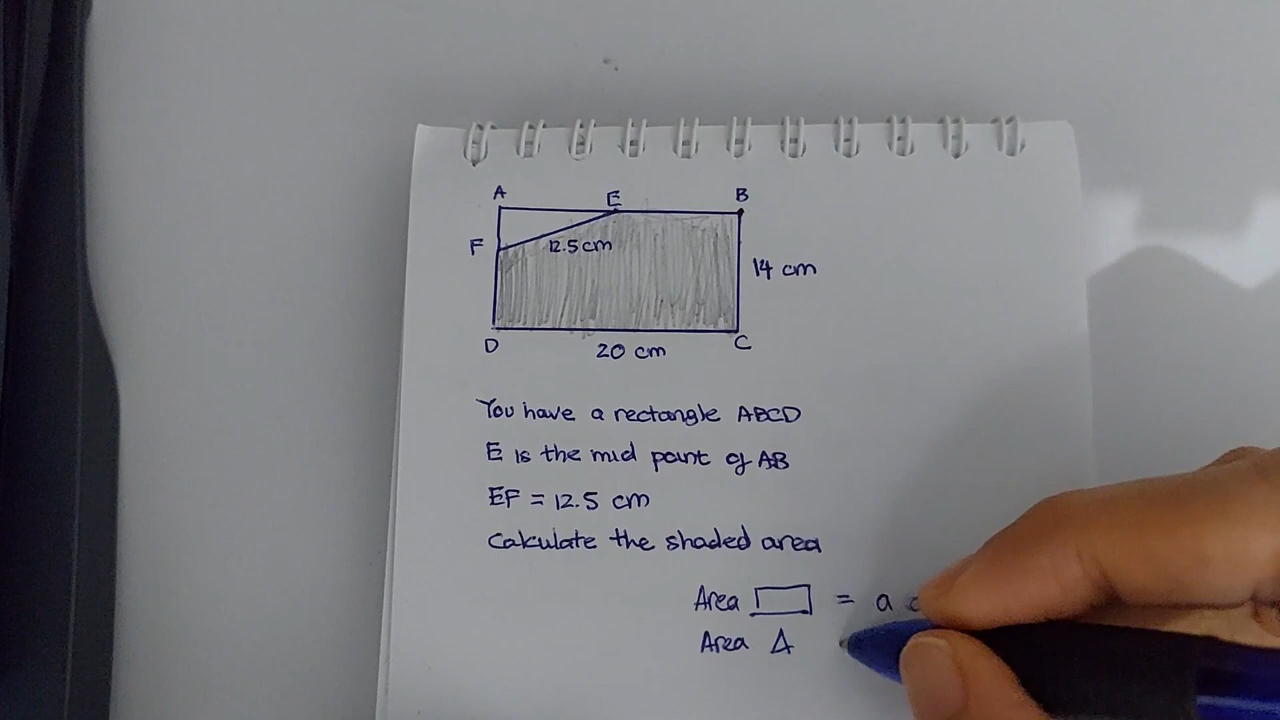 A E B
F 12.5 cm
14 cm
D C
20 cm
You have a rectangle ABCD
E is the mid point of AB
EF = 12.5 cm
Calculate the shaded area
Area ▭ = a
Area Δ